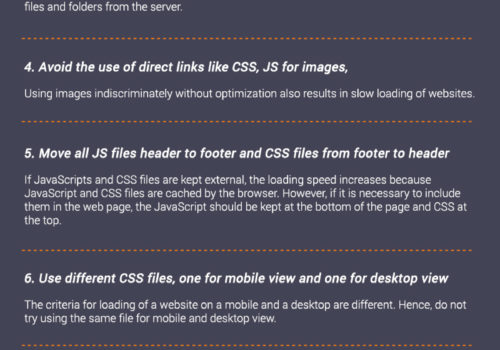 files and folders from the server.
4. Avoid the use of direct links like CSS, JS for images,
Using images indiscriminately without optimization also results in slow loading of websites.
5. Move all JS files header to footer and CSS files from footer to header
If JavaScripts and CSS files are kept external, the loading speed increases because
JavaScript and CSS files are cached by the browser. However, if it is necessary to include
them in the web page, the JavaScript should be kept at the bottom of the page and CSS at
the top.
6. Use different CSS files, one for mobile view and one for desktop view
The criteria for loading of a website on a mobile and a desktop are different. Hence, do not
try using the same file for mobile and desktop view.